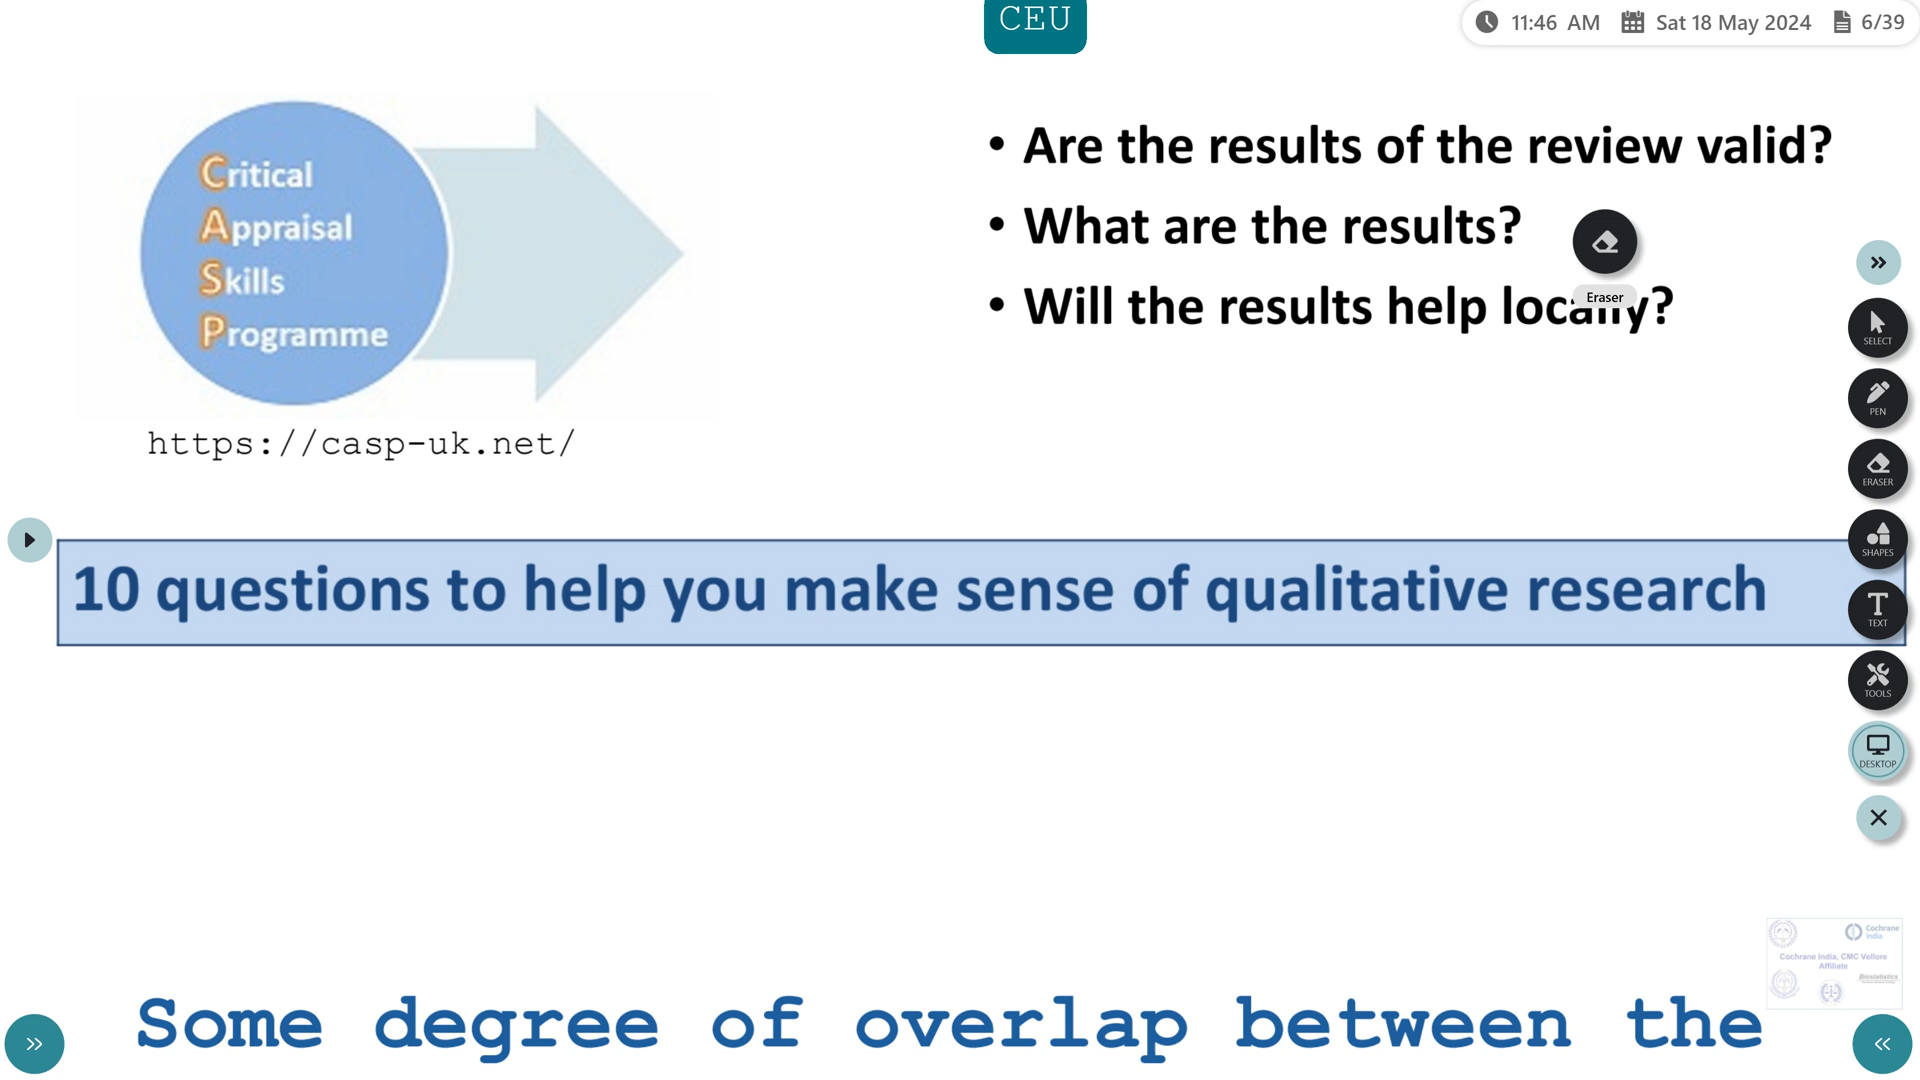 CEU
11:46 AM Sat 18 May 2024 6/39
Critical
Appraisal
Skills
Programme
https://casp-uk.net/
• Are the results of the review valid?
• What are the results?
• Will the results help locally?
Eraser
SELECT
PEN
ERASER
SHAPES
TEXT
TOOLS
DESKTOP
10 questions to help you make sense of qualitative research
Cochrane
India
Cochrane India, CMC Vellore
Affiliate
Biostatistics
Some degree of overlap between the